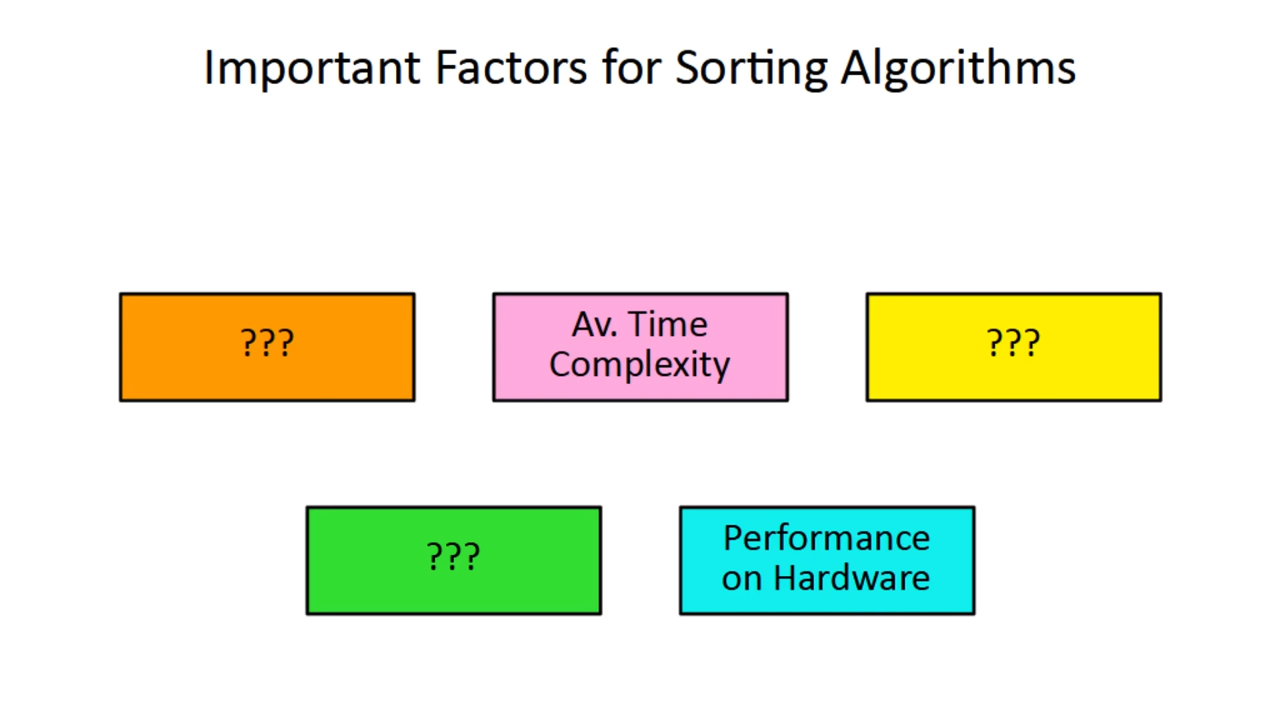 Important Factors for Sorting Algorithms
???
Av. Time
Complexity
???
???
Performance
on Hardware